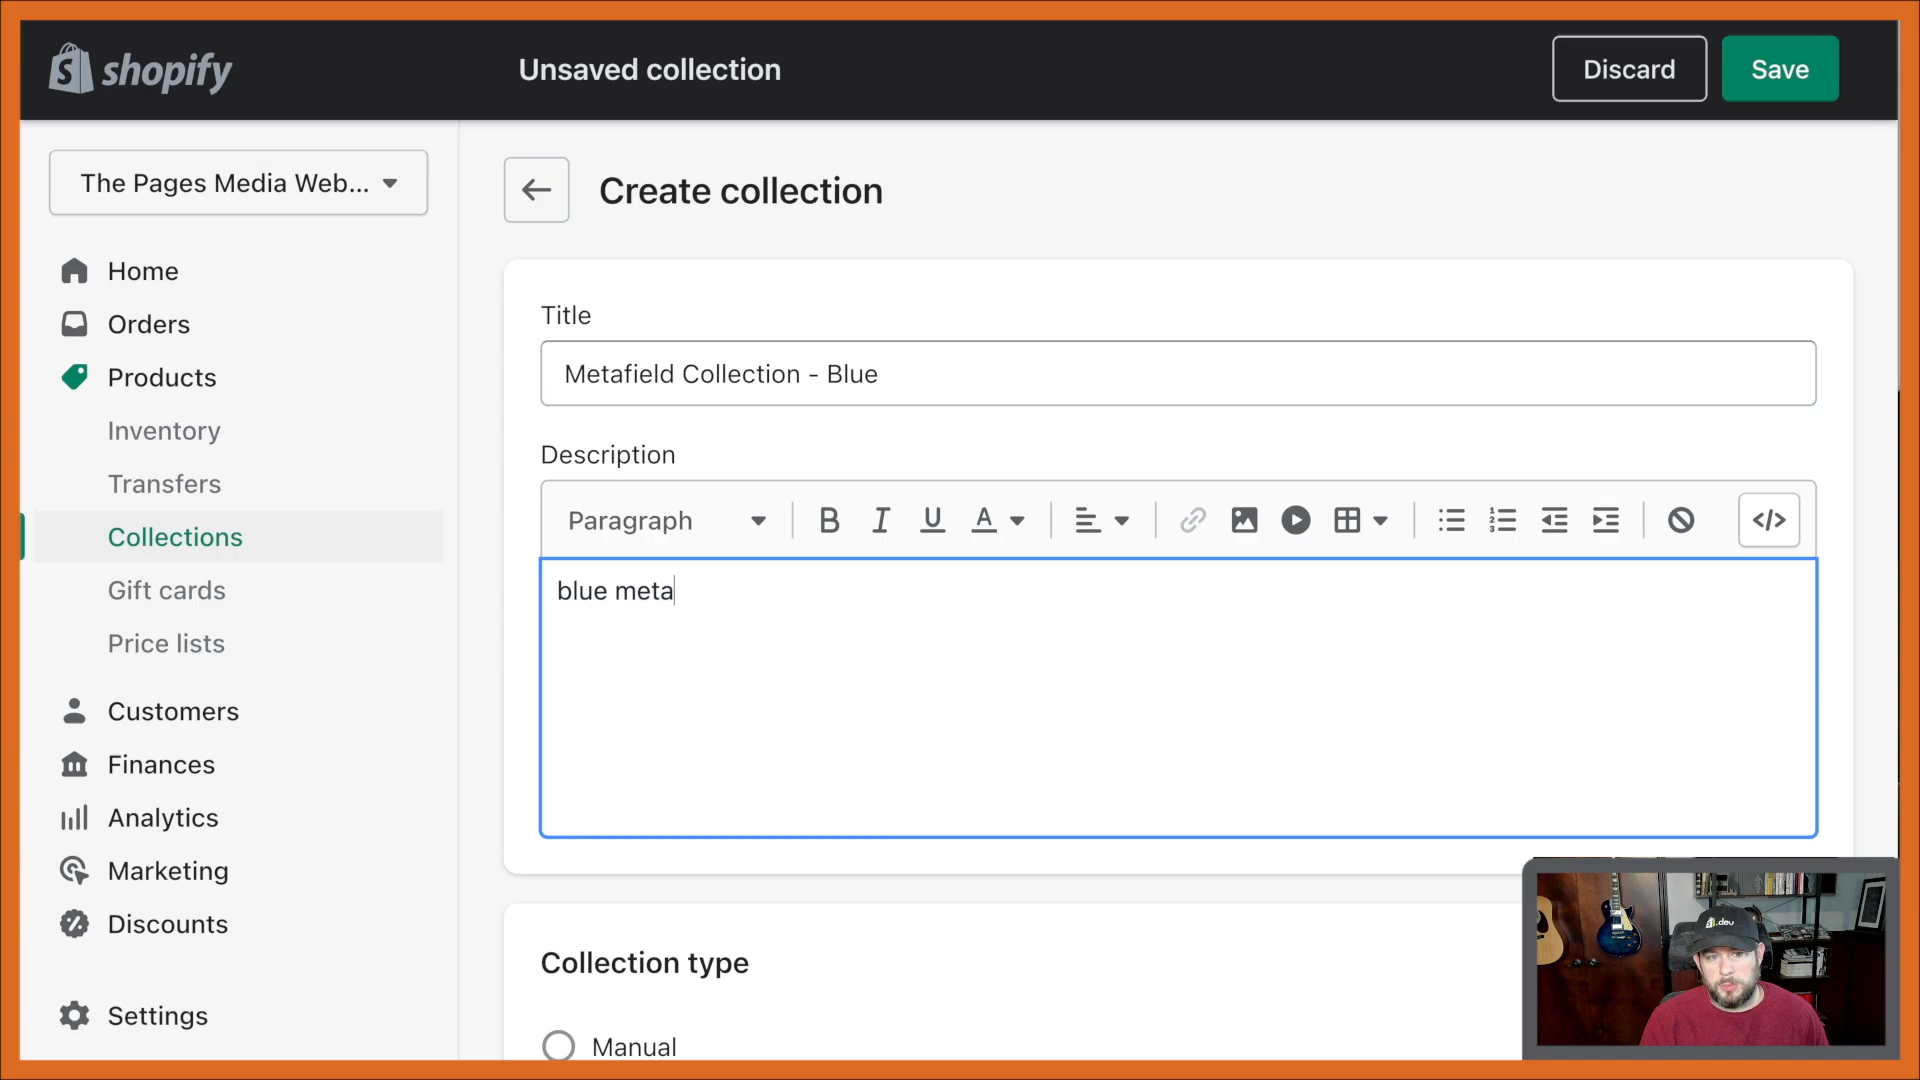 shopify
Unsaved collection
Discard
Save
The Pages Media Web...
Home
Orders
Products
Inventory
Transfers
Collections
Gift cards
Price lists
Customers
Finances
Analytics
Marketing
Discounts
Settings
Create collection
Title
Metafield Collection - Blue
Description
Paragraph
B I U A
</>
blue meta
Collection type
Manual
.dev